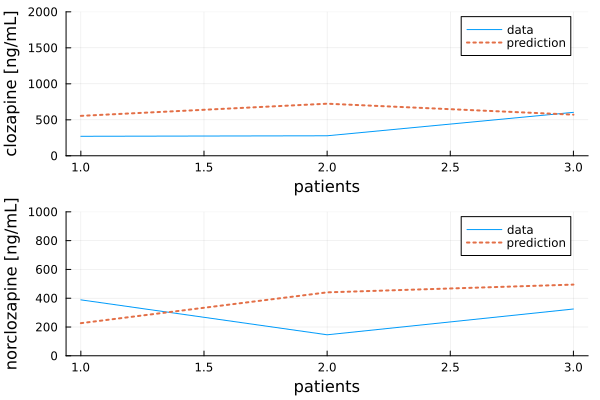 clozapine [ng/mL]
2000
1500
1000
500
0
data
prediction
1.0 1.5 2.0 2.5 3.0
patients
norclozapine [ng/mL]
1000
800
600
400
200
0
data
prediction
1.0 1.5 2.0 2.5 3.0
patients